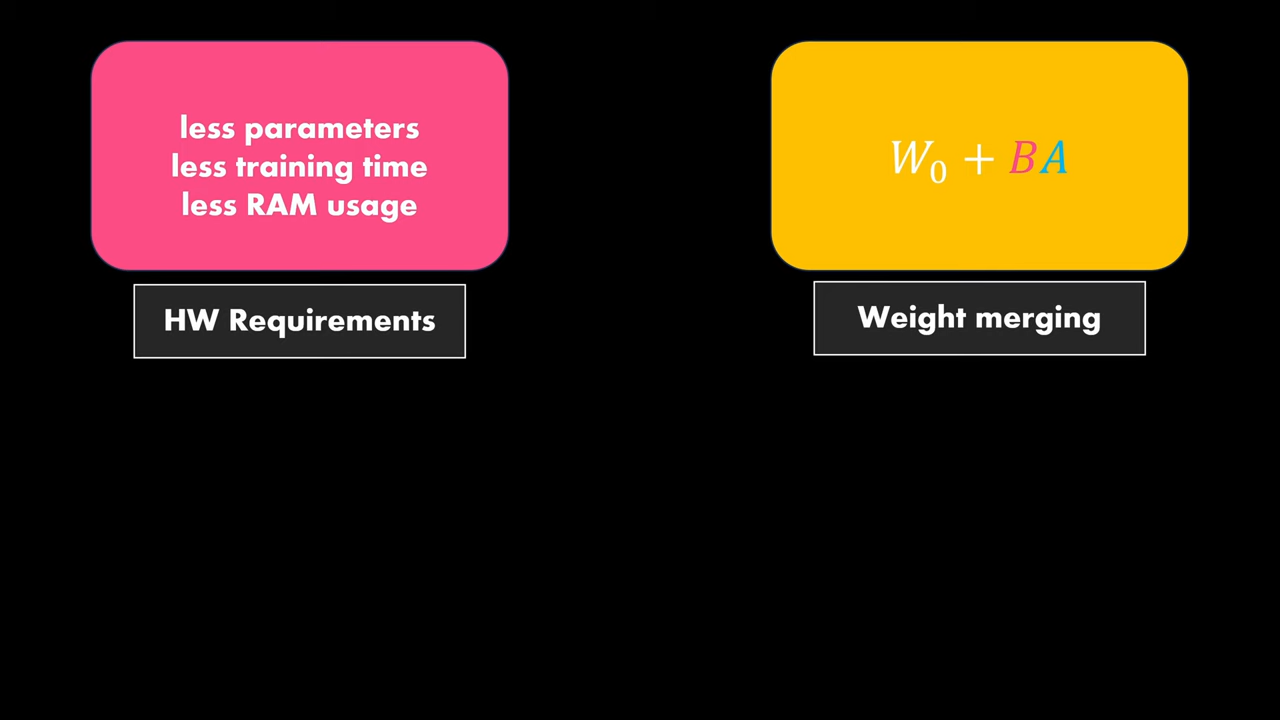 less parameters
less training time
less RAM usage
HW Requirements
W₀ + BA
Weight merging